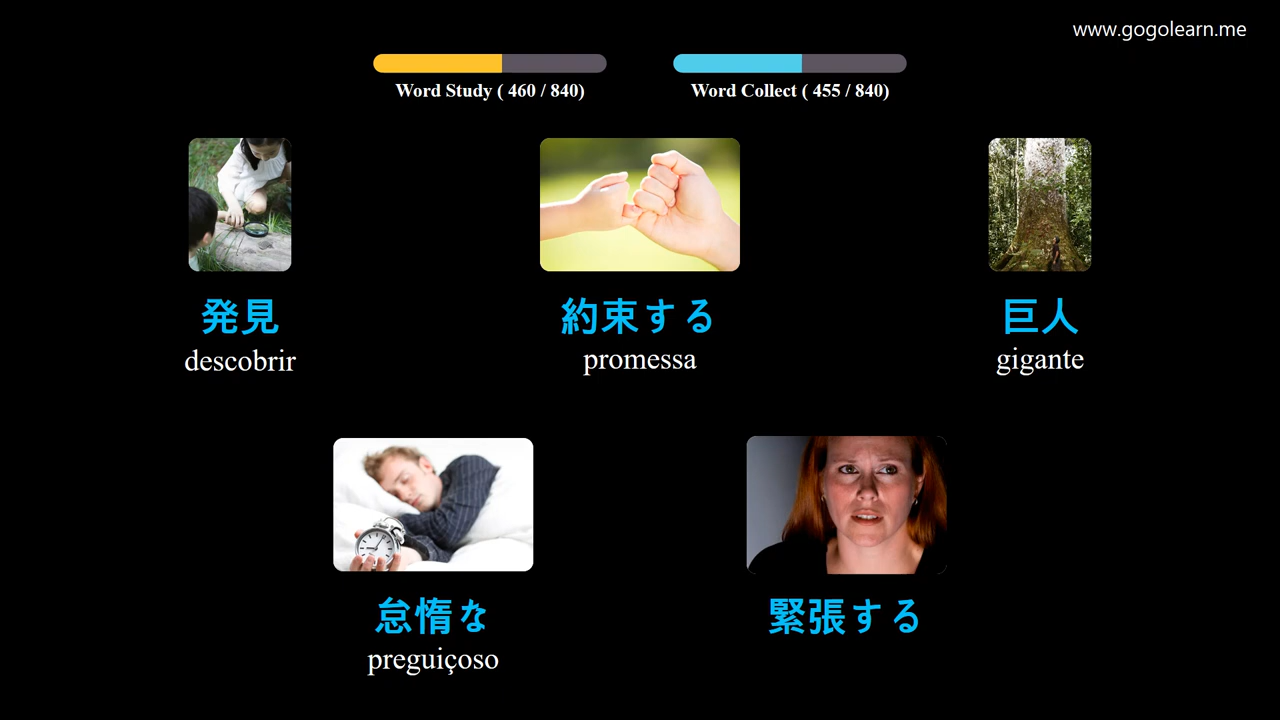 www.gogolearn.me
Word Study ( 460 / 840)
Word Collect ( 455 / 840)
発見
descobrir
約束する
promessa
巨人
gigante
怠惰な
preguiçoso
緊張する